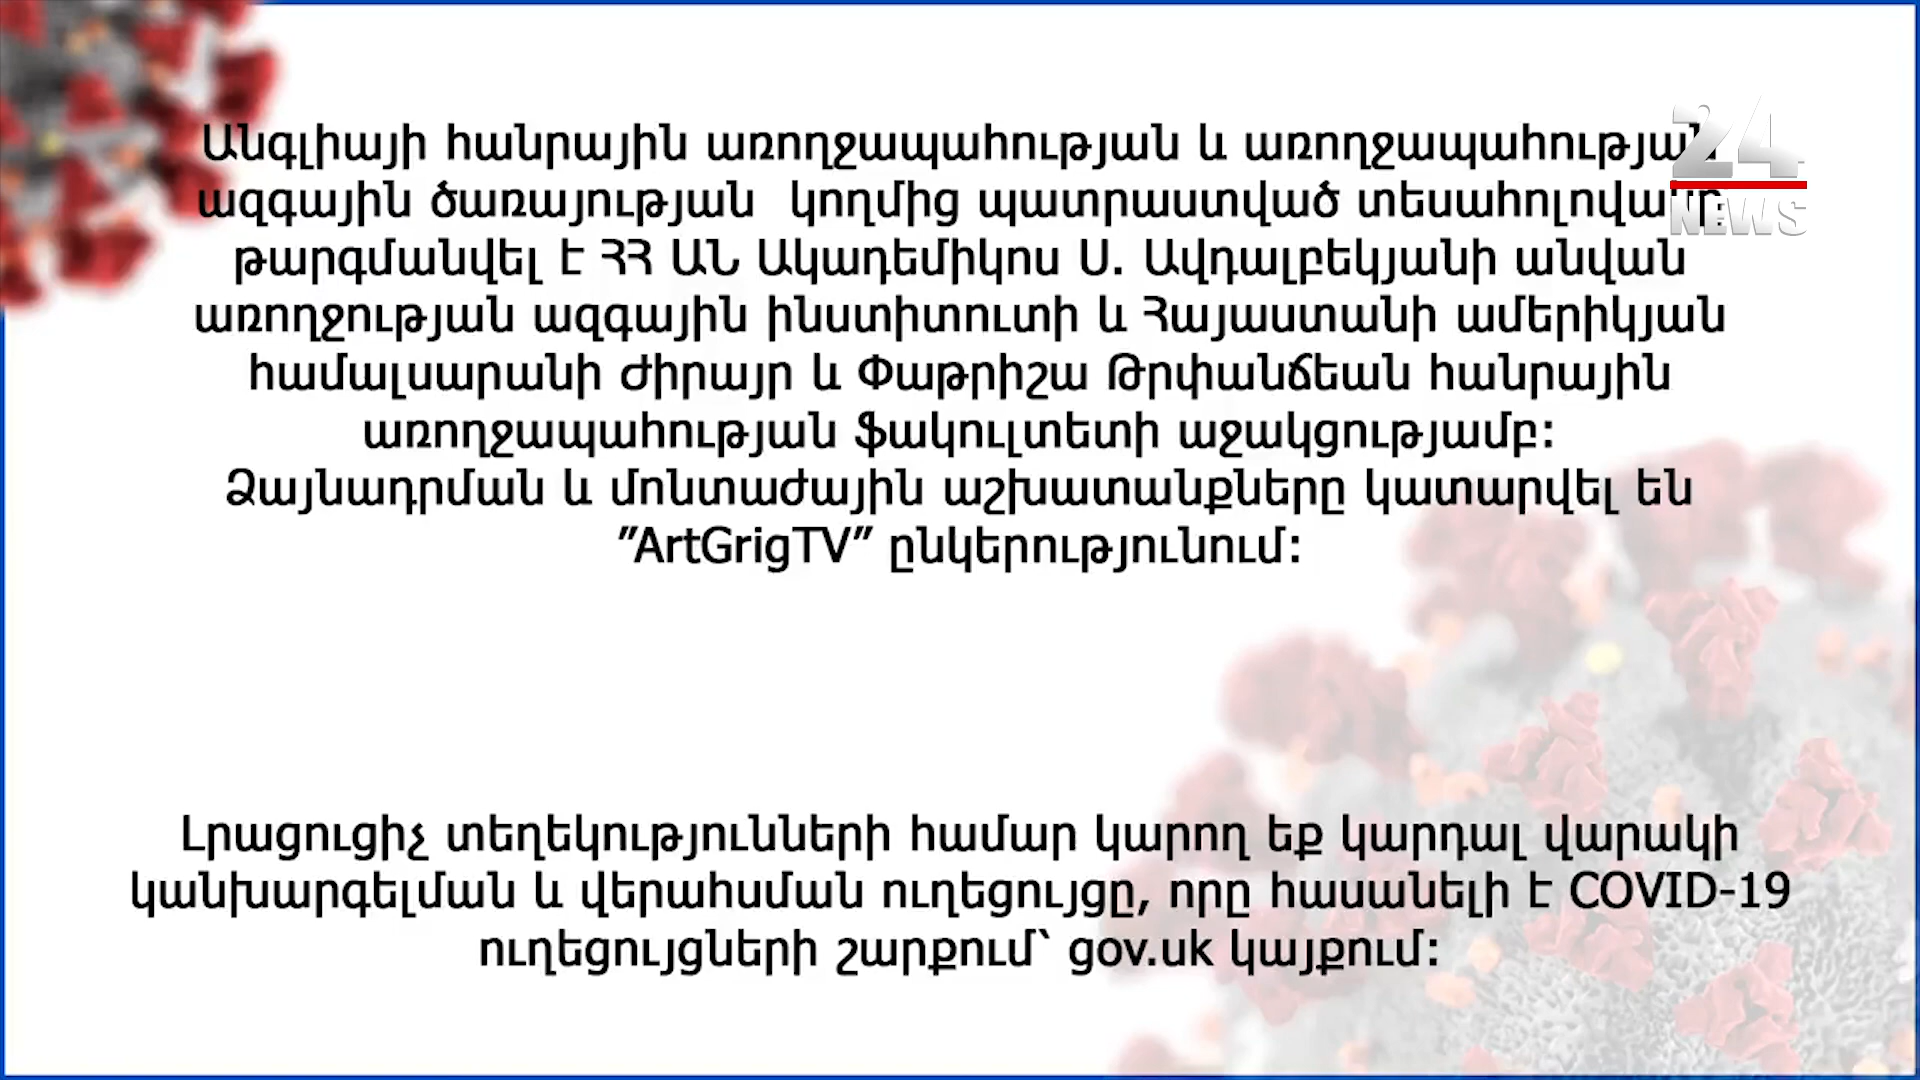 Անգլիայի հանրային առողջապահության և առողջապահության
ազգային ծառայության կողմից պատրաստված տեսահոլովակը
թարգմանվել է ՀՀ ԱՆ Ակադեմիկոս Ս. Ավդալբեկյանի անվան
առողջության ազգային ինստիտուտի և Հայաստանի ամերիկյան
համալսարանի Ժիրայր և Փաթրիշա Թրփանճեան հանրային
առողջապահության ֆակուլտետի աջակցությամբ:
Ձայնադրման և մոնտաժային աշխատանքները կատարվել են
"ArtGrigTV" ընկերությունում:
24
NEWS
Լրացուցիչ տեղեկությունների համար կարող եք կարդալ վարակի
կանխարգելման և վերահսման ուղեցույցը, որը հասանելի է COVID-19
ուղեցույցների շարքում՝ gov.uk կայքում: